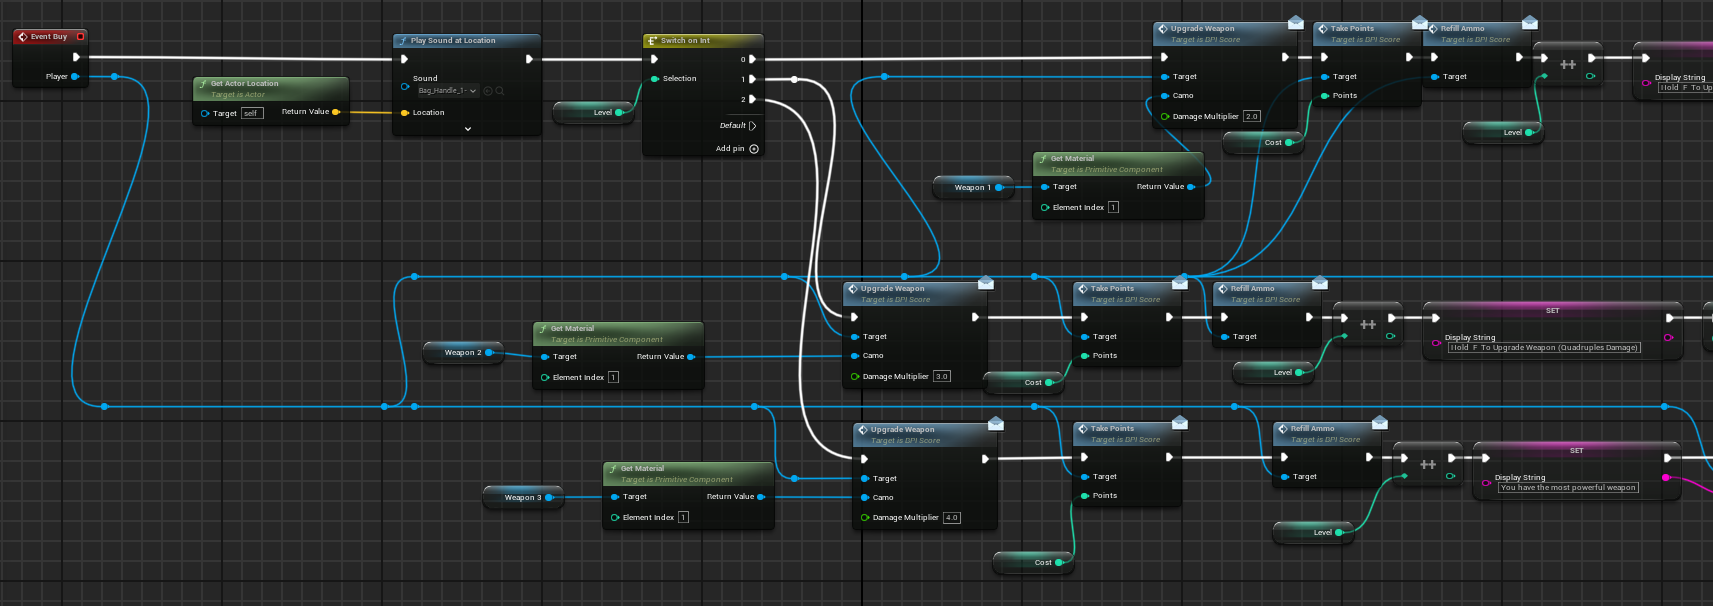 Event Buy
Player
Get Actor Location
Target is Actor
Target self
Return Value
Play Sound at Location
Sound
Bag_Handle_1-
Location
Level
Switch on Int
Selection
0
1
2
Default
Add pin
Upgrade Weapon
Target is DPI Score
Target
Camo
Damage Multiplier 2.0
Take Points
Target is DPI Score
Target
Points
Refill Ammo
Target is DPI Score
Target
++
Display String
Hold F To Up
Level
Cost
Weapon 1
Get Material
Target is Primitive Component
Target
Return Value
Element Index 1
Weapon 2
Get Material
Target is Primitive Component
Target
Return Value
Element Index 1
Upgrade Weapon
Target is DPI Score
Target
Camo
Damage Multiplier 3.0
Take Points
Target is DPI Score
Target
Points
Cost
Refill Ammo
Target is DPI Score
Target
++
Level
SET
Display String
Hold F To Upgrade Weapon (Quadruples Damage)
Weapon 3
Get Material
Target is Primitive Component
Target
Return Value
Element Index 1
Upgrade Weapon
Target is DPI Score
Target
Camo
Damage Multiplier 4.0
Take Points
Target is DPI Score
Target
Points
Cost
Refill Ammo
Target is DPI Score
Target
++
Level
SET
Display String
You have the most powerful weapon